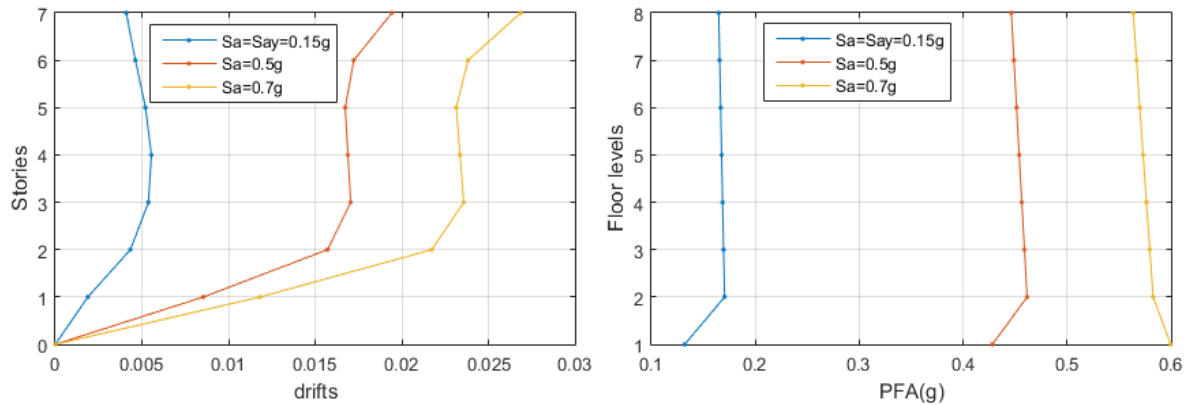 7
6
5
4
3
2
1
0
Stories
Sa=Say=0.15g
Sa=0.5g
Sa=0.7g
0
0.005
0.01
0.015
0.02
0.025
0.03
drifts
8
7
6
5
4
3
2
1
Floor levels
Sa=Say=0.15g
Sa=0.5g
Sa=0.7g
0.1
0.2
0.3
0.4
0.5
0.6
PFA(g)